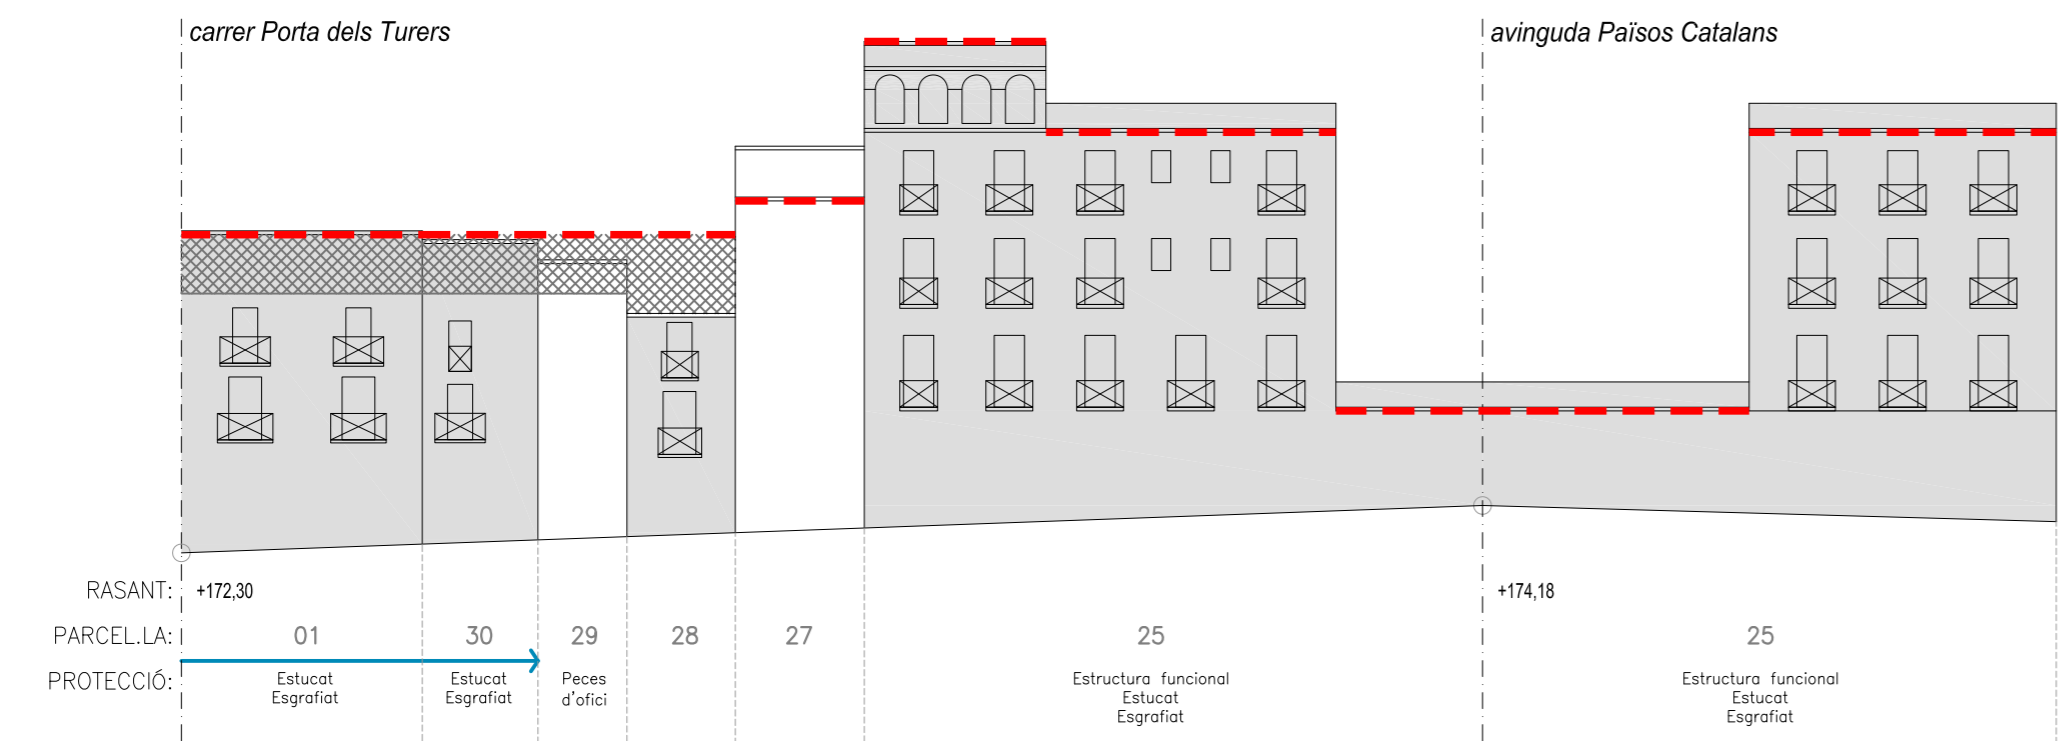 carrer Porta dels Turers
avinguda Països Catalans
RASANT: +172,30 +174,18
PARCEL.LA: 01 30 29 28 27 25 25
PROTECCIÓ:
Estucat
Esgrafiat
Estucat
Esgrafiat
Peces
d'ofici
Estructura funcional
Estucat
Esgrafiat
Estructura funcional
Estucat
Esgrafiat